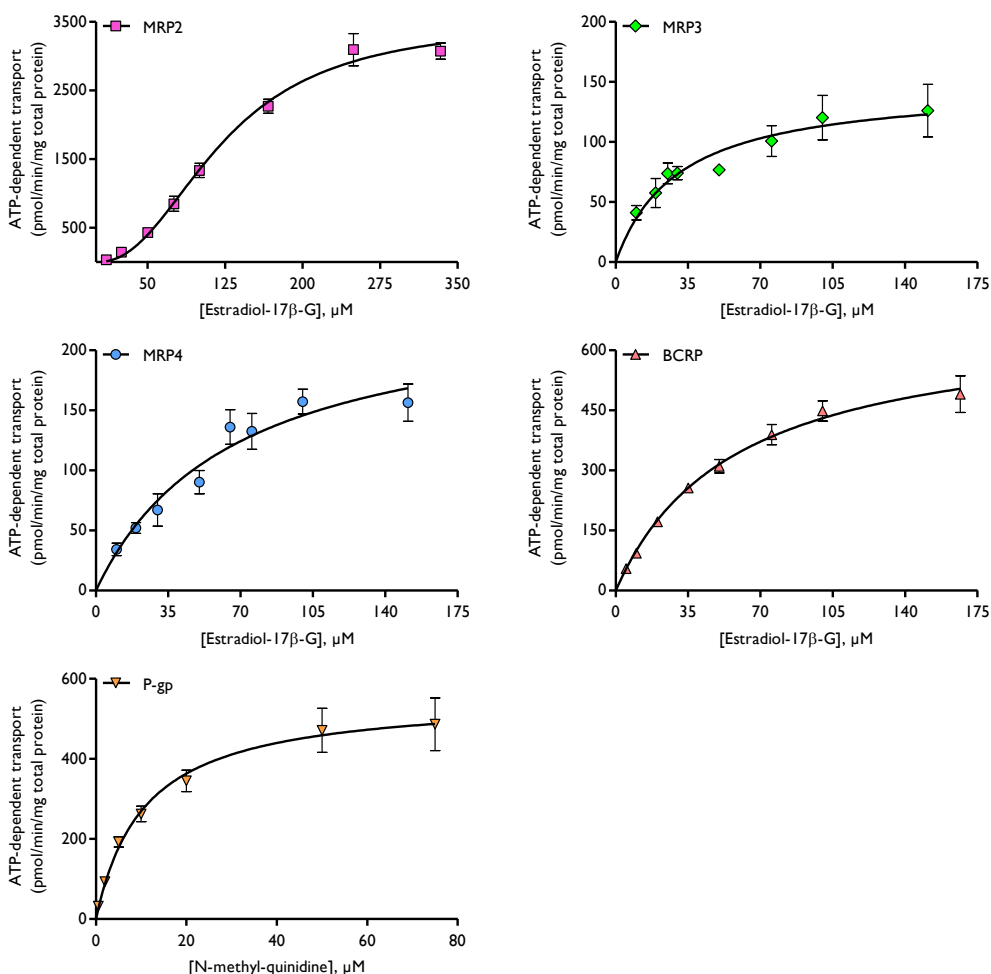 MRP2
ATP-dependent transport
(pmol/min/mg total protein)
3500
2500
1500
500
50
125
200
275
350
[Estradiol-17β-G], µM
MRP3
ATP-dependent transport
(pmol/min/mg total protein)
200
150
100
50
0
0
35
70
105
140
175
[Estradiol-17β-G], µM
MRP4
ATP-dependent transport
(pmol/min/mg total protein)
200
150
100
50
0
0
35
70
105
140
175
[Estradiol-17β-G], µM
BCRP
ATP-dependent transport
(pmol/min/mg total protein)
600
450
300
150
0
0
35
70
105
140
175
[Estradiol-17β-G], µM
P-gp
ATP-dependent transport
(pmol/min/mg total protein)
600
400
200
0
0
20
40
60
80
[N-methyl-quinidine], µM